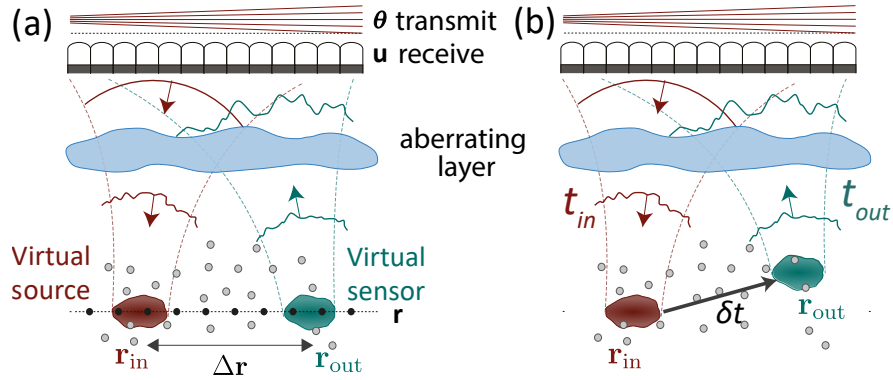 (a)
θ transmit
u receive
aberrating
layer
Virtual
source
Virtual
sensor
r
r_in
Δr
r_out
(b)
t_in
t_out
δt
r_in
r_out